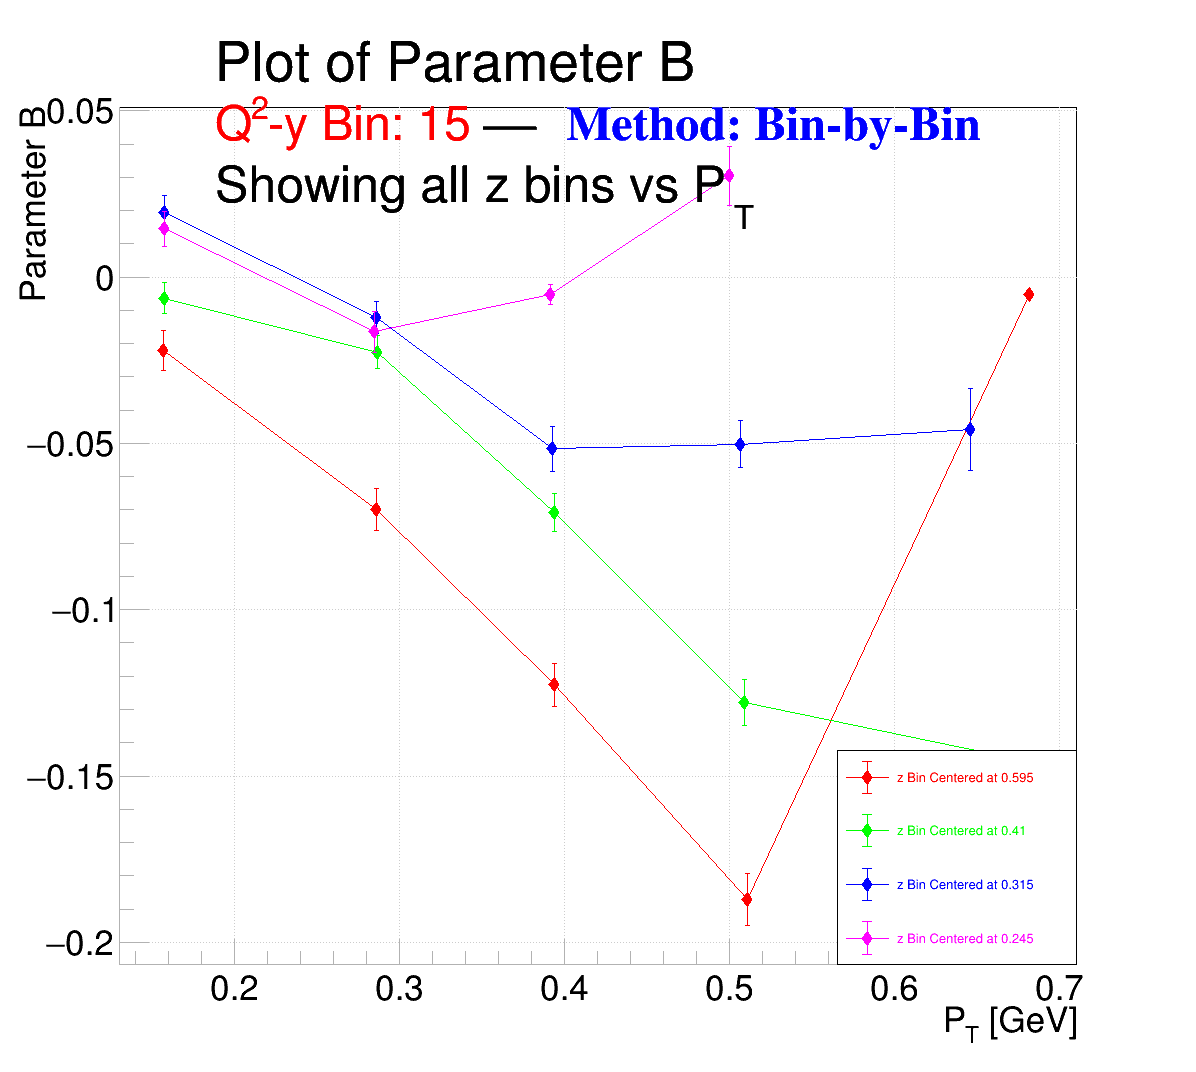 Plot of Parameter B
Q²-y Bin: 15 — Method: Bin-by-Bin
Showing all z bins vs P_T
Parameter B
0.05
0
−0.05
−0.1
−0.15
−0.2
z Bin Centered at 0.595
z Bin Centered at 0.41
z Bin Centered at 0.315
z Bin Centered at 0.245
0.2 0.3 0.4 0.5 0.6 0.7
P_T [GeV]